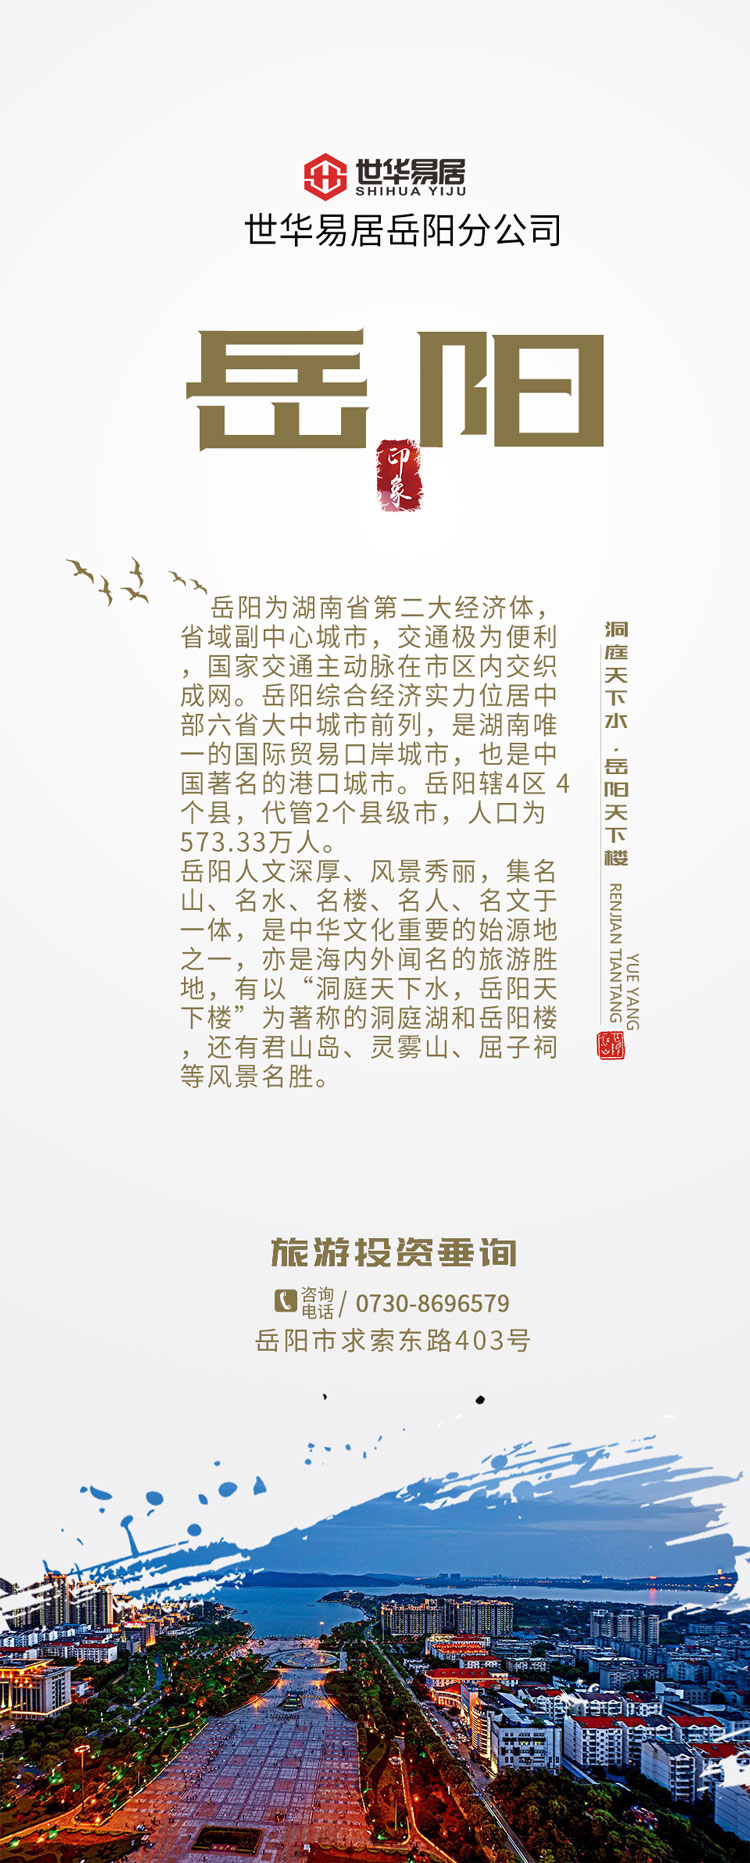 世华易居
SHIHUA YIJU
世华易居岳阳分公司
岳阳
印象
岳阳为湖南省第二大经济体，
省域副中心城市，交通极为便利
，国家交通主动脉在市区内交织
成网。岳阳综合经济实力位居中
部六省大中城市前列，是湖南唯
一的国际贸易口岸城市，也是中
国著名的港口城市。岳阳辖4区 4
个县，代管2个县级市，人口为
573.33万人。
岳阳人文深厚、风景秀丽，集名
山、名水、名楼、名人、名文于
一体，是中华文化重要的始源地
之一，亦是海内外闻名的旅游胜
地，有以“洞庭天下水，岳阳天
下楼”为著称的洞庭湖和岳阳楼
，还有君山岛、灵雾山、屈子祠
等风景名胜。
洞庭天下水·岳阳天下楼
YUE YANG
RENJIAN TIANTANG
旅游投资垂询
咨询
电话/ 0730-8696579
岳阳市求索东路403号